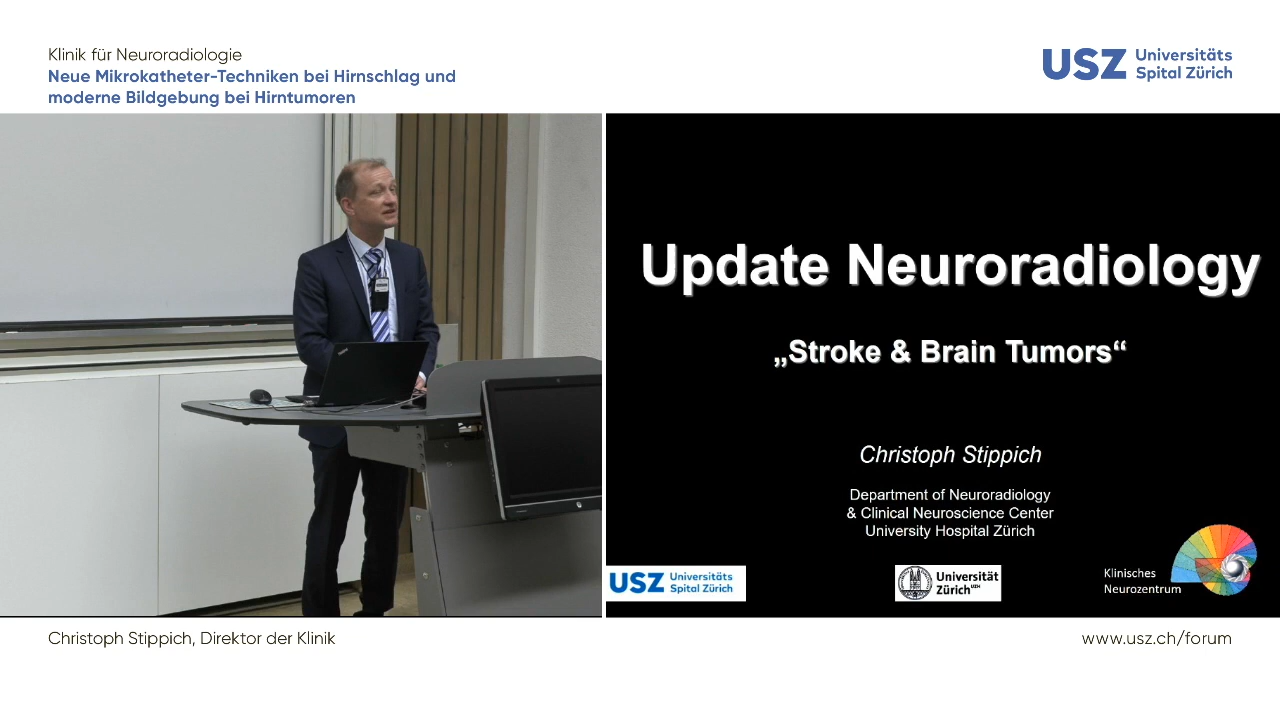 Klinik für Neuroradiologie
Neue Mikrokatheter-Techniken bei Hirnschlag und
moderne Bildgebung bei Hirntumoren
USZ Universitäts
Spital Zürich
Update Neuroradiology
„Stroke & Brain Tumors“
Christoph Stippich
Department of Neuroradiology
& Clinical Neuroscience Center
University Hospital Zürich
USZ Universitäts
Spital Zürich
Universität
Zürich UZH
Klinisches
Neurozentrum
Christoph Stippich, Direktor der Klinik
www.usz.ch/forum